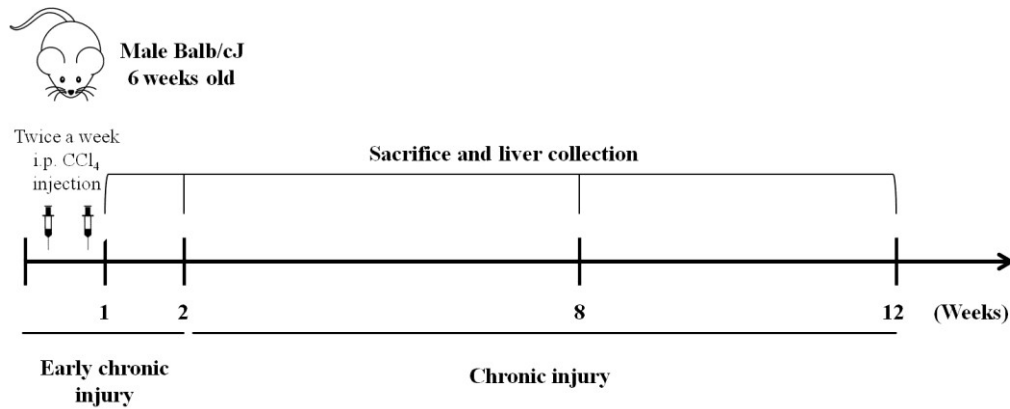 Male Balb/cJ
6 weeks old
Twice a week
i.p. CCl₄
injection
Sacrifice and liver collection
1 2 8 12 (Weeks)
Early chronic
injury
Chronic injury